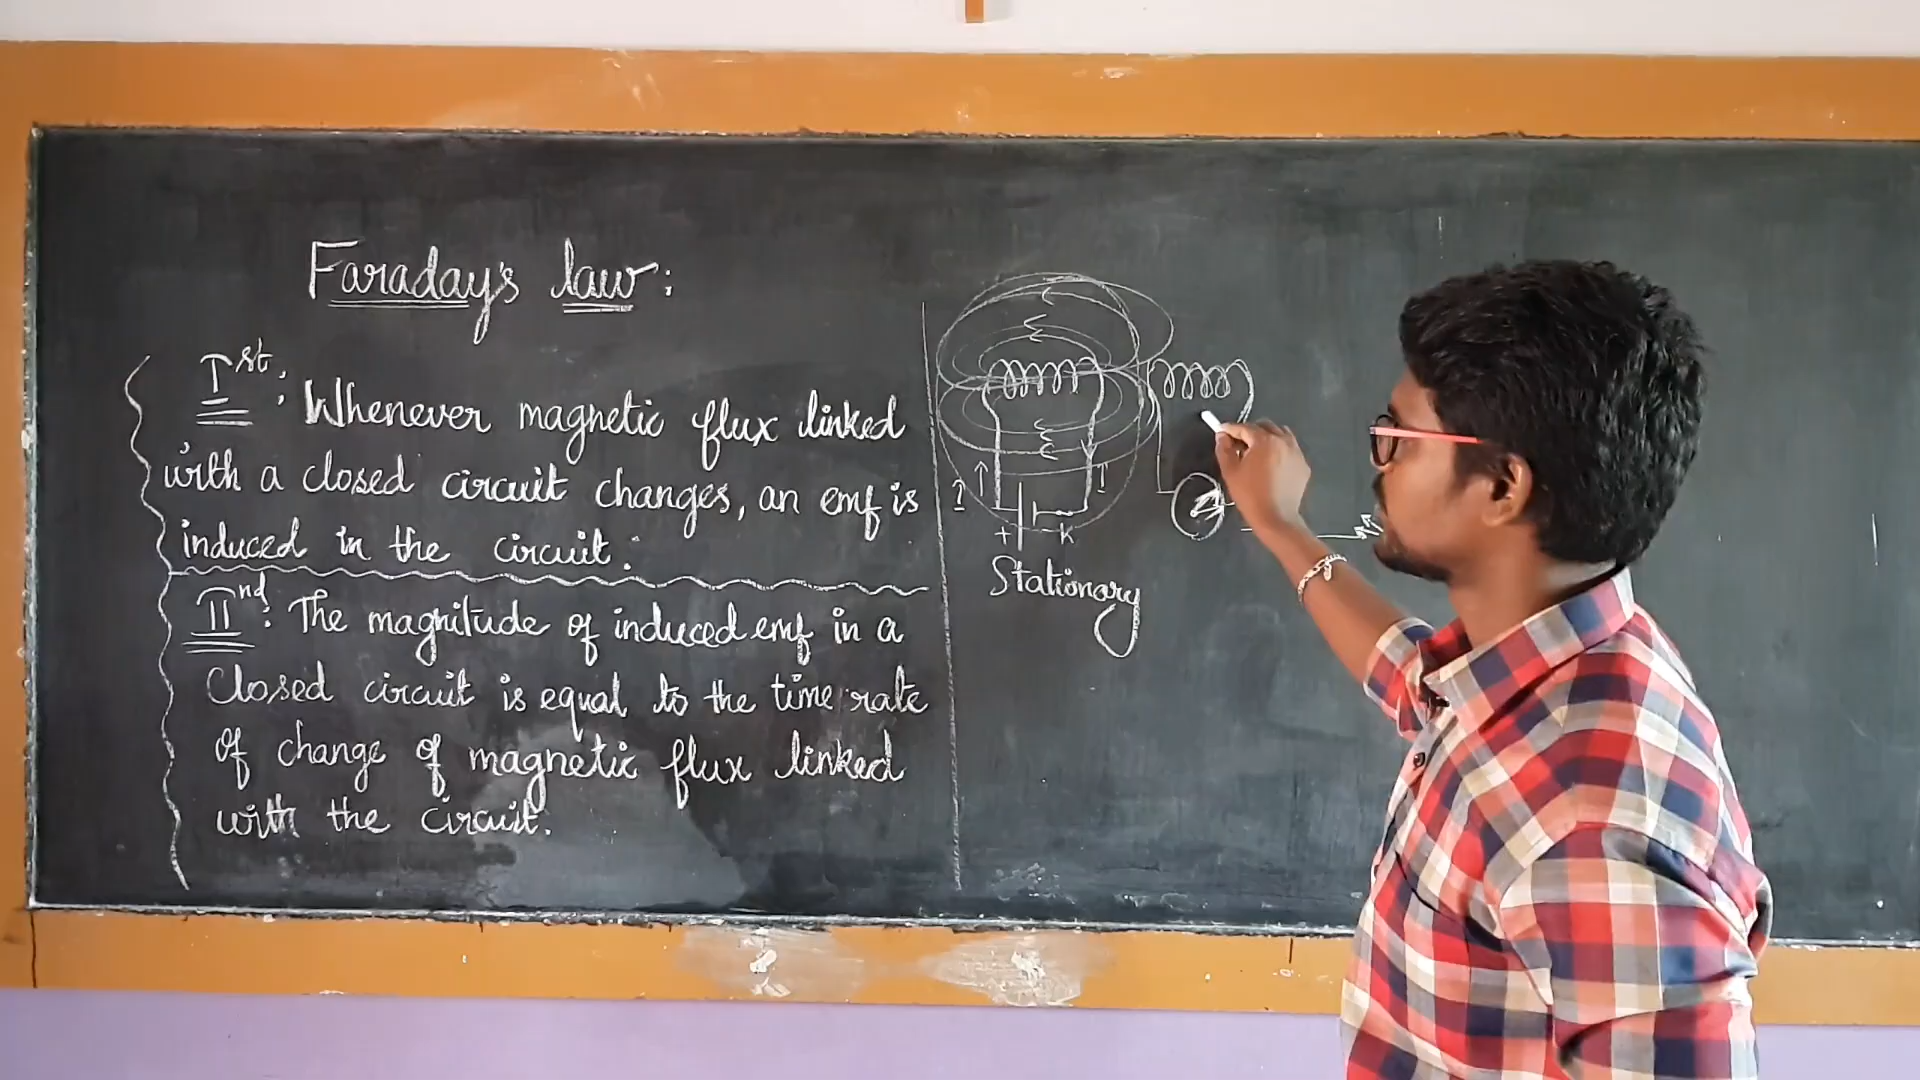 Faraday's law:
Ist: Whenever magnetic flux linked
with a closed circuit changes, an emf is
induced in the circuit.
IInd: The magnitude of induced emf in a
closed circuit is equal to the time rate
of change of magnetic flux linked
with the circuit.
I
I
+
K
Stationary